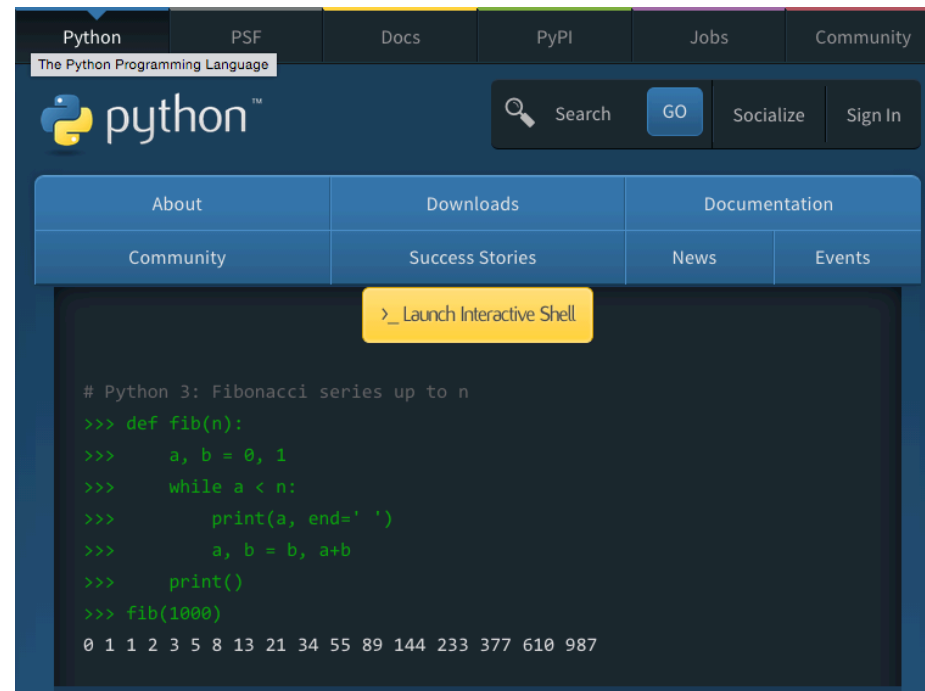 Python PSF Docs PyPI Jobs Community
The Python Programming Language
python™
Search GO Socialize Sign In
About Downloads Documentation
Community Success Stories News Events
>_ Launch Interactive Shell
# Python 3: Fibonacci series up to n
>>> def fib(n):
>>>     a, b = 0, 1
>>>     while a < n:
>>>         print(a, end=' ')
>>>         a, b = b, a+b
>>>     print()
>>> fib(1000)
0 1 1 2 3 5 8 13 21 34 55 89 144 233 377 610 987